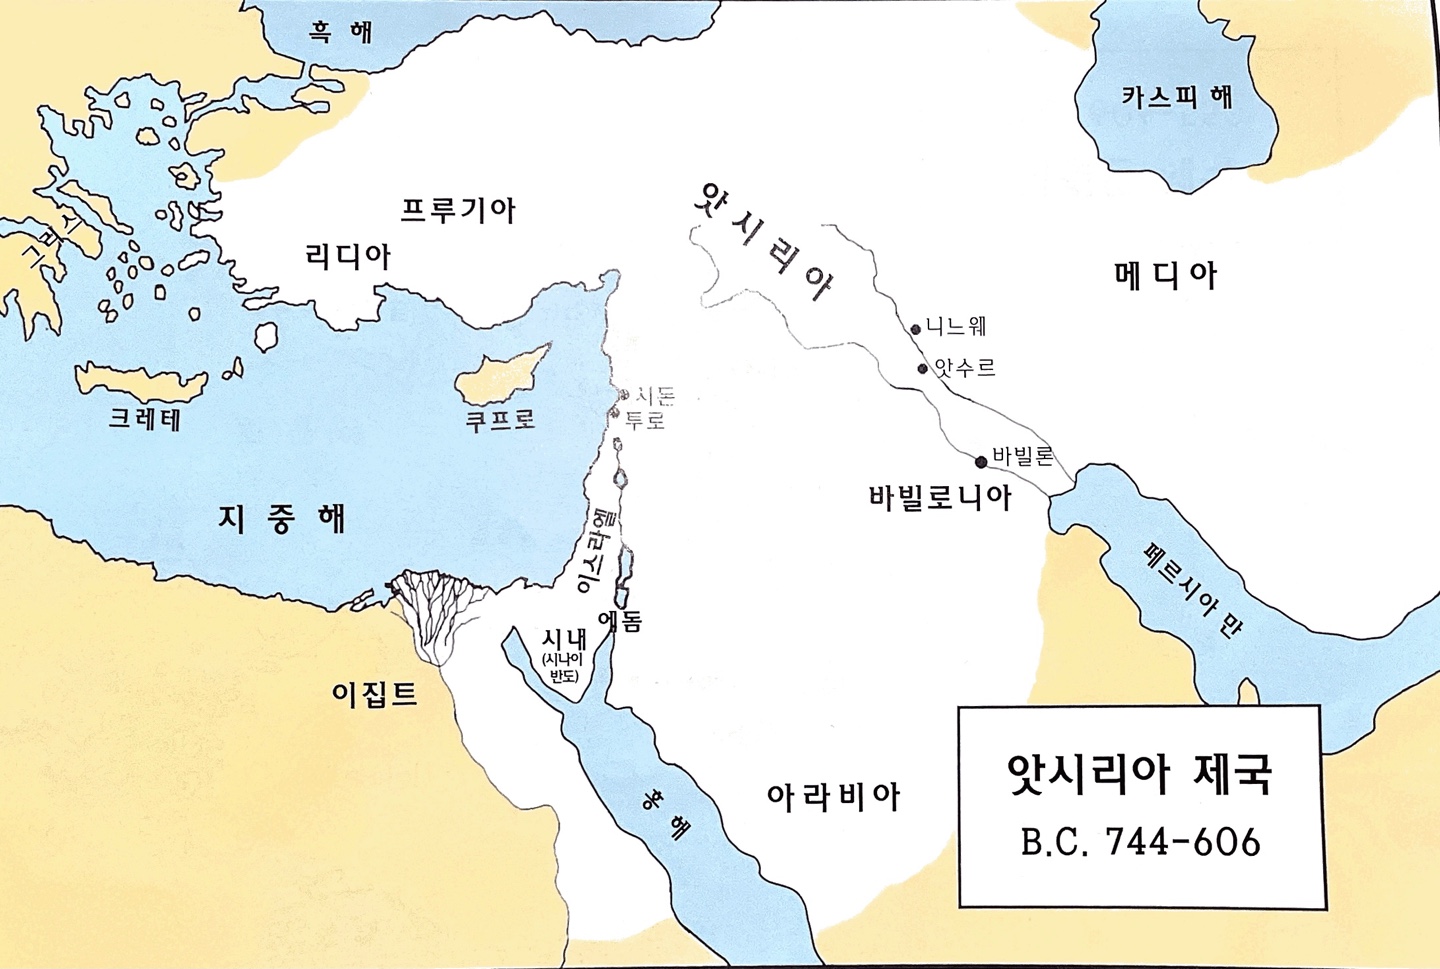 흑 해
카스피 해
앗시리아
프루기아
리디아
그리스
메디아
니느웨
앗수르
시돈
투로
크레테
쿠프로
바빌론
바빌로니아
지 중 해
이스라엘
페르시아 만
에돔
시내
(시나이
반도)
이집트
홍 해
아라비아
앗시리아 제국
B.C. 744-606